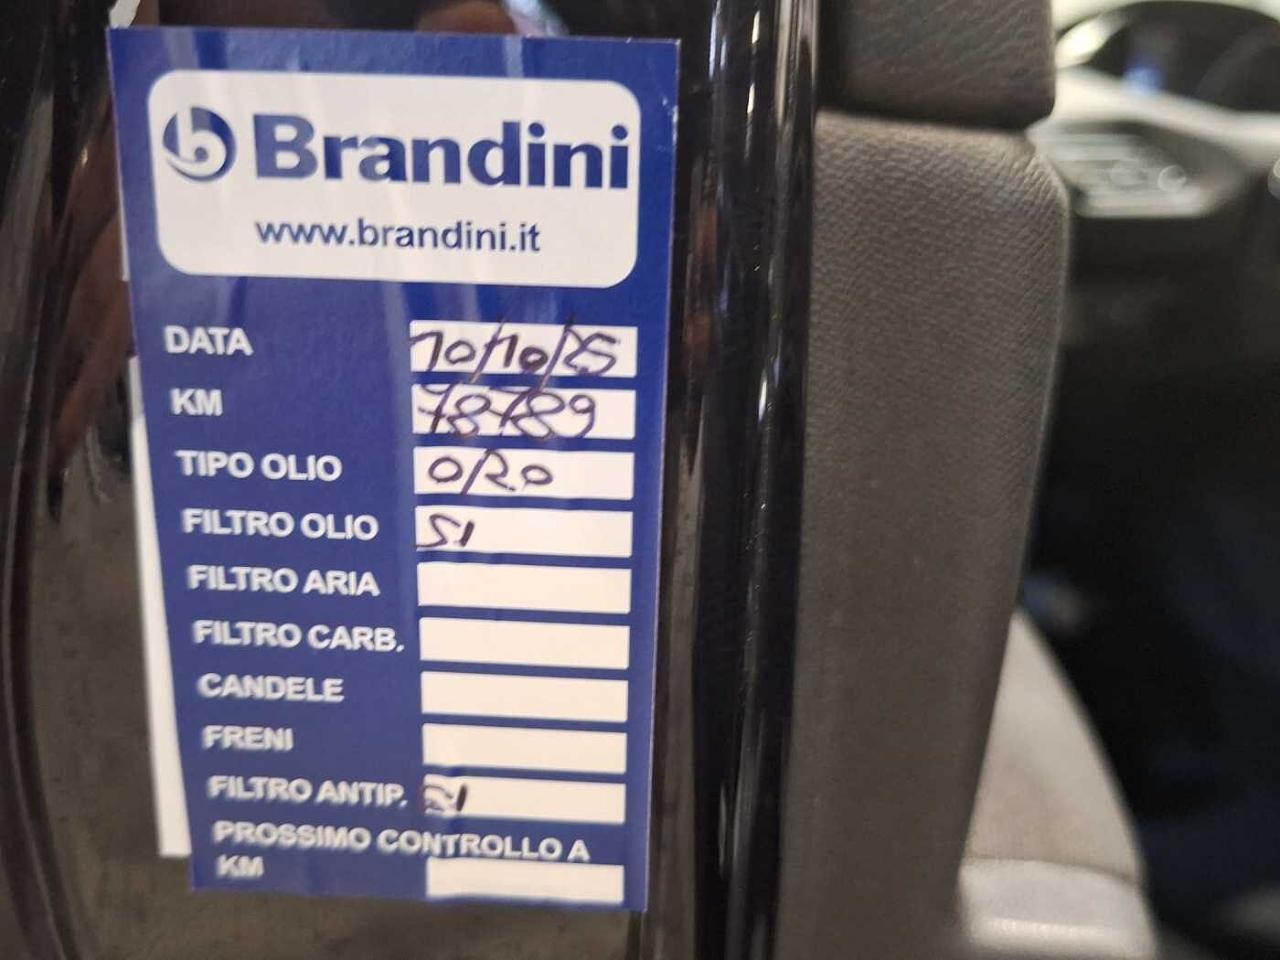 Brandini
www.brandini.it
DATA 10/10/25
KM 78789
TIPO OLIO 0/20
FILTRO OLIO SI
FILTRO ARIA
FILTRO CARB.
CANDELE
FRENI
FILTRO ANTIP. SI
PROSSIMO CONTROLLO A
KM